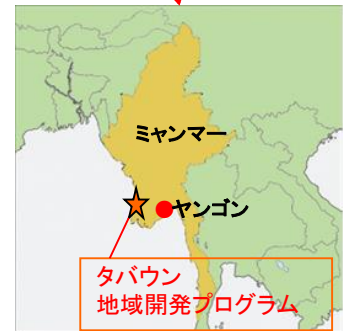 ミャンマー
ヤンゴン
タバウン
地域開発プログラム